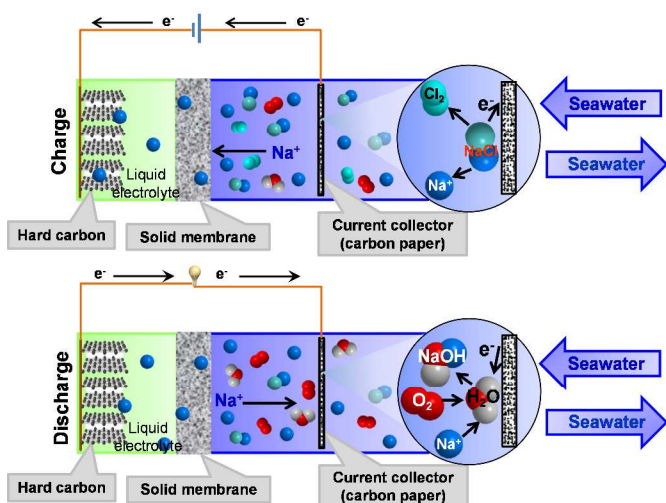 e-
e-
Charge
Cl2
e-
NaCl
Na+
Na+
Liquid
electrolyte
Seawater
Seawater
Hard carbon
Solid membrane
Current collector
(carbon paper)
e-
e-
Discharge
NaOH
e-
O2
H2O
Na+
Na+
Liquid
electrolyte
Seawater
Seawater
Hard carbon
Solid membrane
Current collector
(carbon paper)